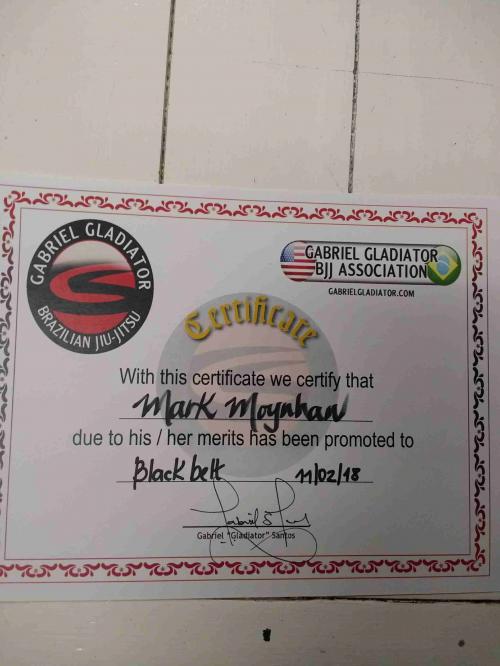 GABRIEL GLADIATOR
BRAZILIAN JIU-JITSU
GABRIEL GLADIATOR
BJJ ASSOCIATION
GABRIELGLADIATOR.COM
Certificate
With this certificate we certify that
Mark Moynhan
due to his / her merits has been promoted to
Black belt 11/02/18
Gabriel "Gladiator" Santos